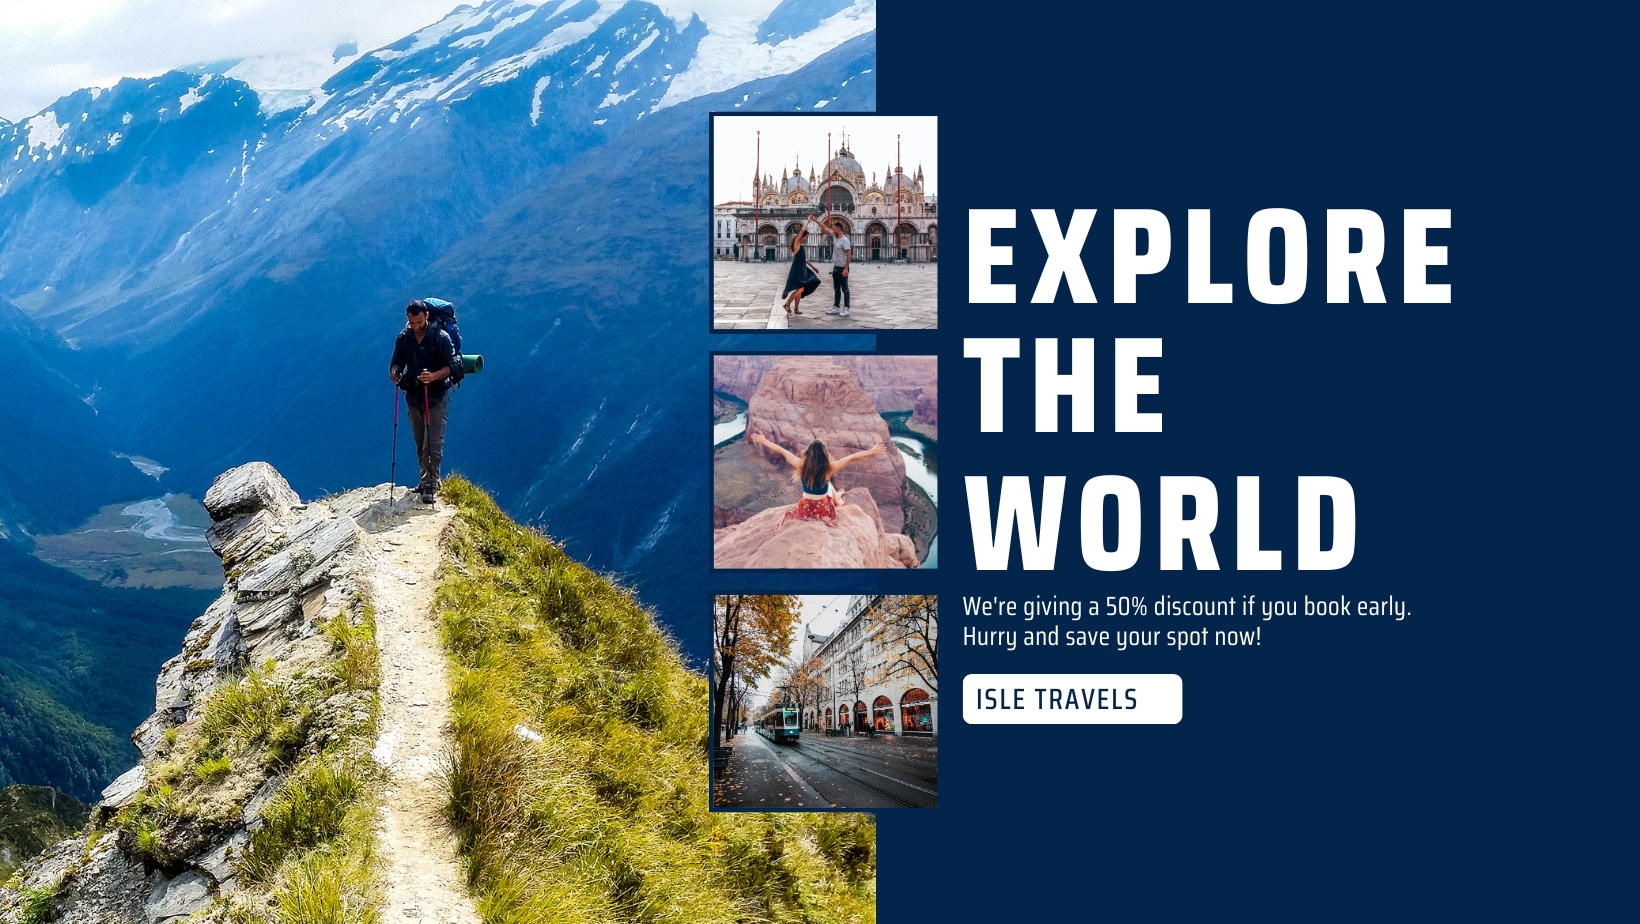 EXPLORE
THE
WORLD
We're giving a 50% discount if you book early.
Hurry and save your spot now!
ISLE TRAVELS